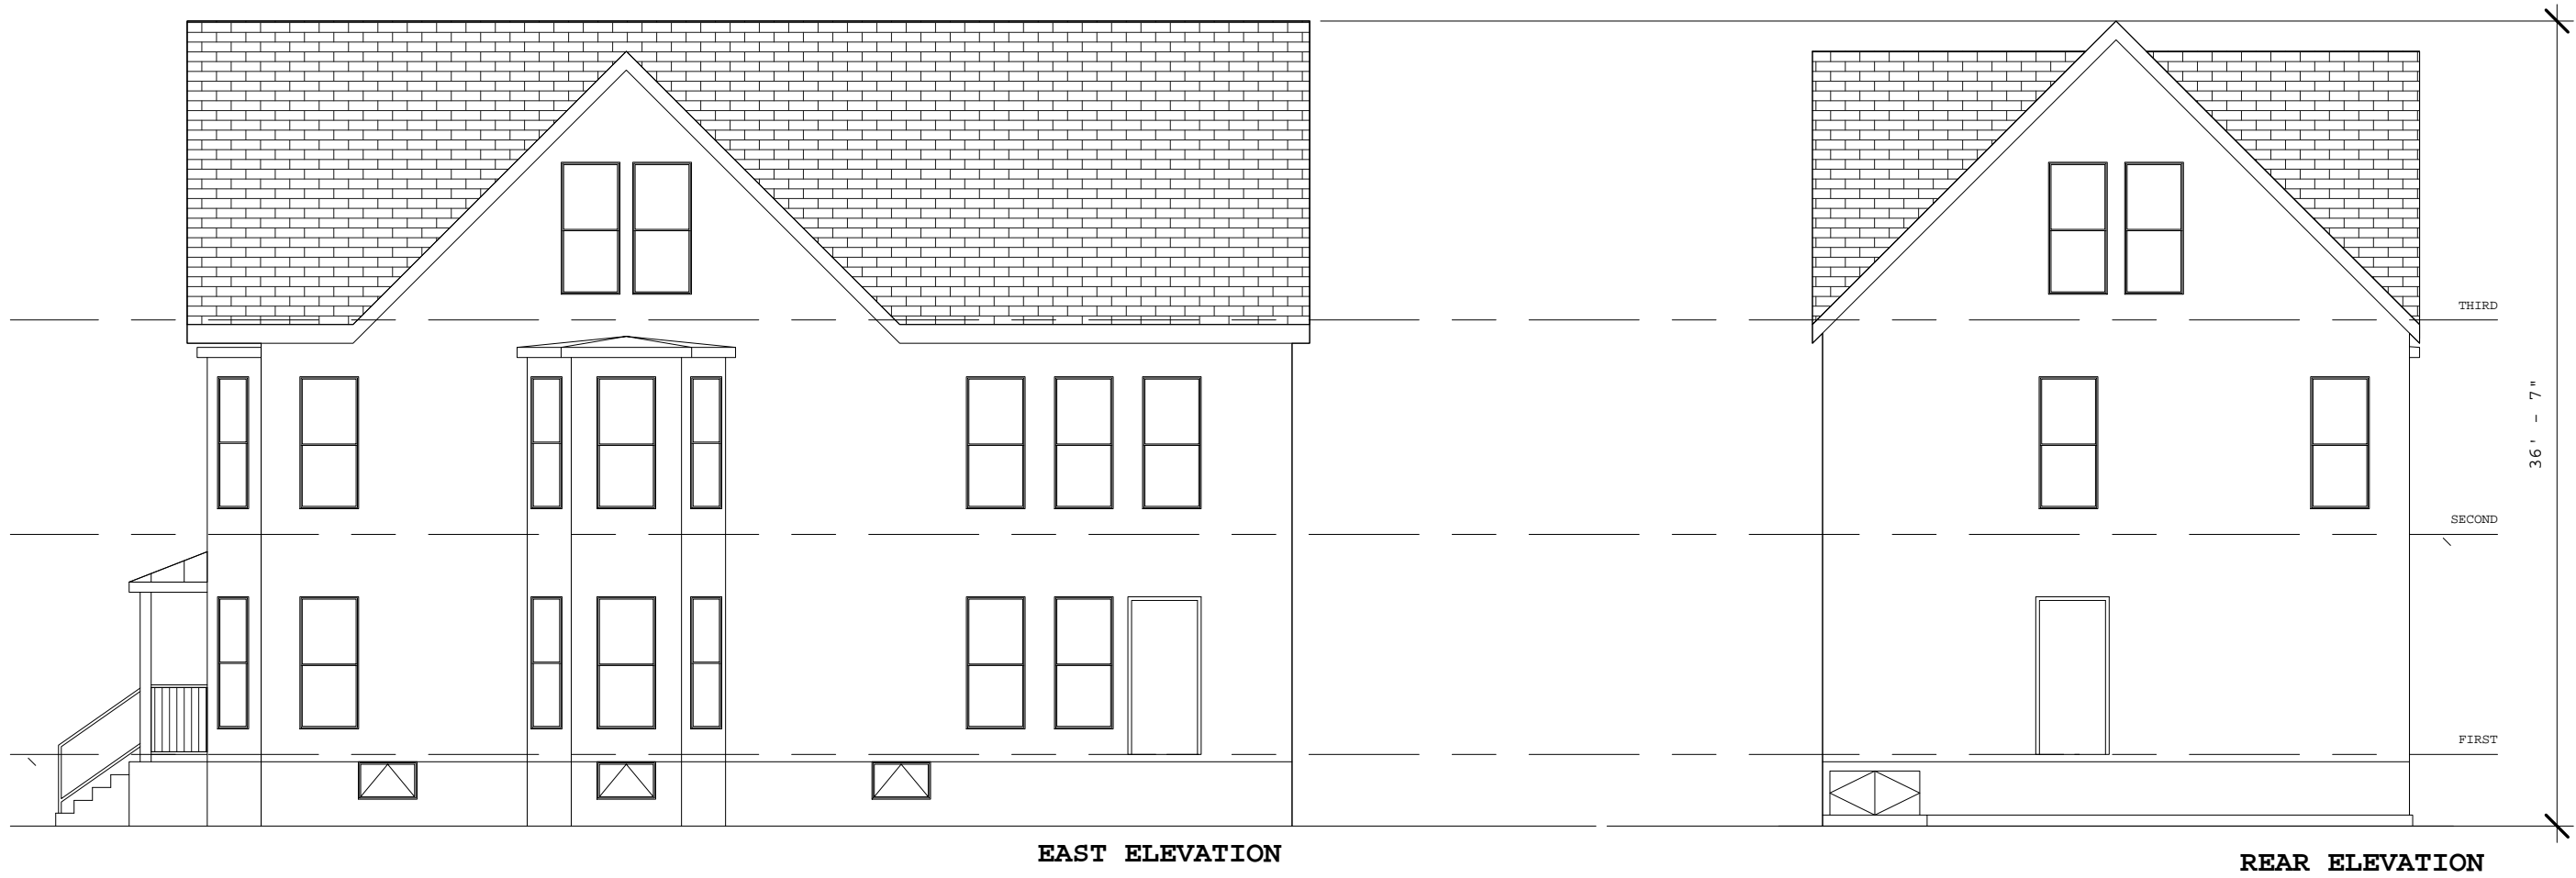 THIRD
36' - 7"
SECOND
FIRST
EAST ELEVATION
REAR ELEVATION